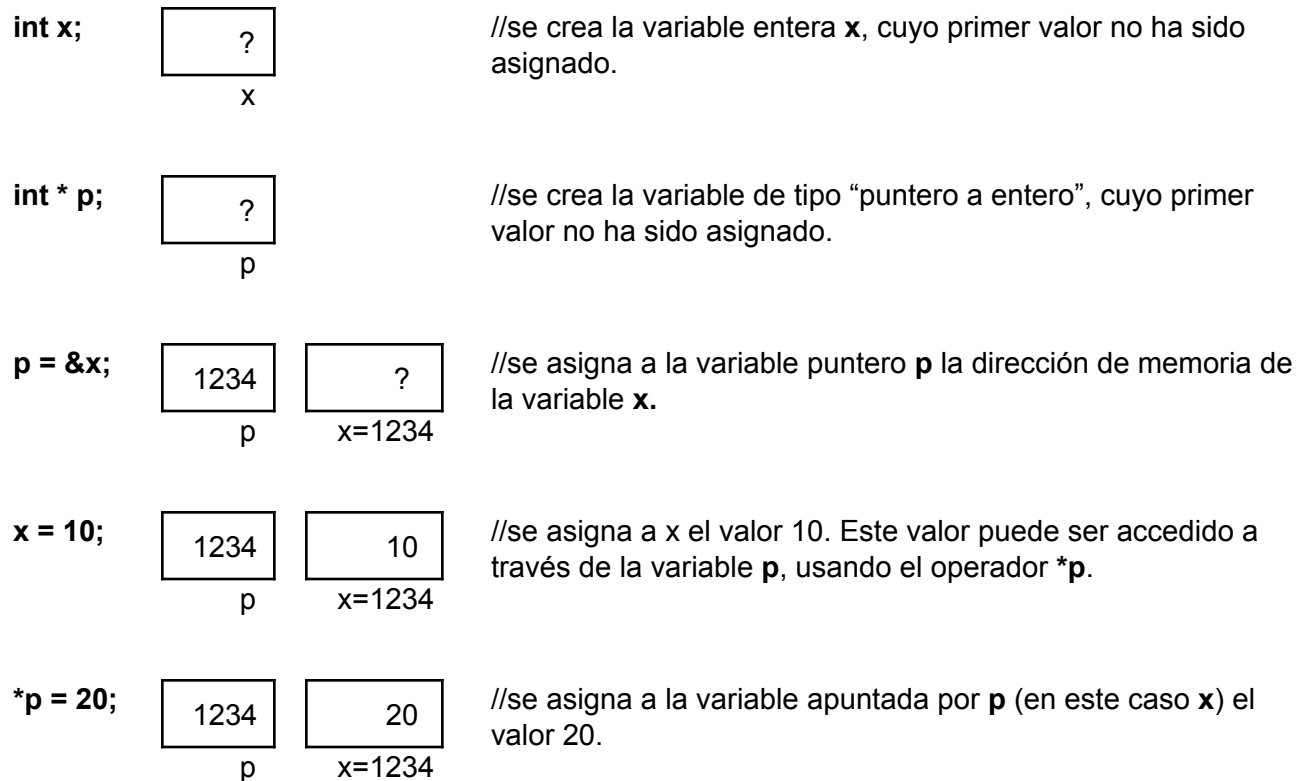 int x;
?
x
//se crea la variable entera x, cuyo primer valor no ha sido
asignado.
int * p;
?
p
//se crea la variable de tipo “puntero a entero”, cuyo primer
valor no ha sido asignado.
p = &x;
1234
?
p
x=1234
//se asigna a la variable puntero p la dirección de memoria de
la variable x.
x = 10;
1234
10
p
x=1234
//se asigna a x el valor 10. Este valor puede ser accedido a
través de la variable p, usando el operador *p.
*p = 20;
1234
20
p
x=1234
//se asigna a la variable apuntada por p (en este caso x) el
valor 20.